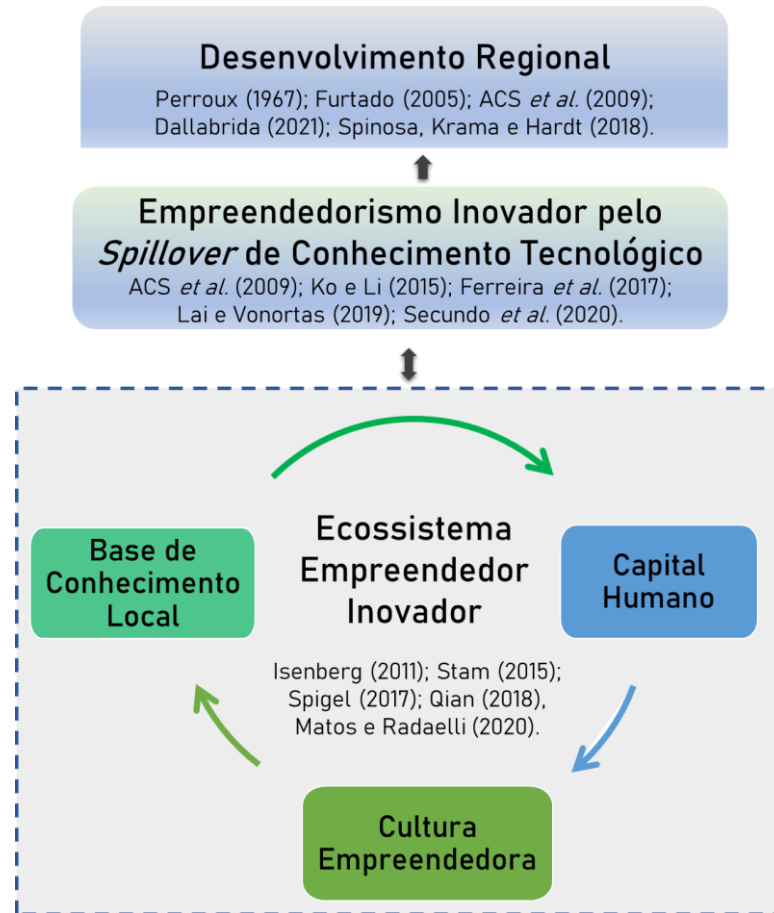 Desenvolvimento Regional
Perroux (1967); Furtado (2005); ACS et al. (2009);
Dallabrida (2021); Spinosa, Krama e Hardt (2018).
Empreendedorismo Inovador pelo
Spillover de Conhecimento Tecnológico
ACS et al. (2009); Ko e Li (2015); Ferreira et al. (2017);
Lai e Vonortas (2019); Secundo et al. (2020).
Ecossistema
Empreendedor
Inovador
Base de
Conhecimento
Local
Capital
Humano
Isenberg (2011); Stam (2015);
Spigel (2017); Qian (2018),
Matos e Radaelli (2020).
Cultura
Empreendedora